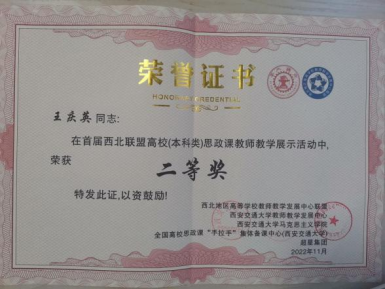 荣誉证书
HONORARY CREDENTIAL
王庆英同志:
在首届西北联盟高校(本科类)思政课教师教学展示活动中,
荣获
二等奖
特发此证,以资鼓励!
西北地区高等学校教师教学发展中心联盟
西安交通大学教师教学发展中心
西安交通大学马克思主义学院
全国高校思政课“手拉手”集体备课中心(西安交通大学)
超星集团
2022年11月